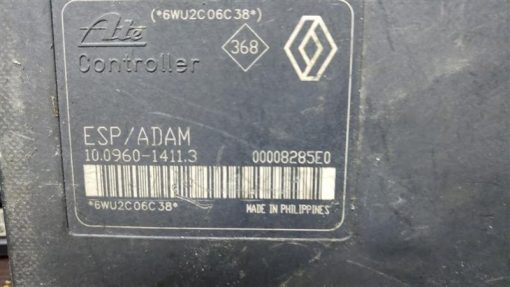 (*6WU2C06C38*)
Ate
Controller
368
ESP/ADAM
10.0960-1411.3 00008285E0
*6WU2C06C38*
MADE IN PHILIPPINES